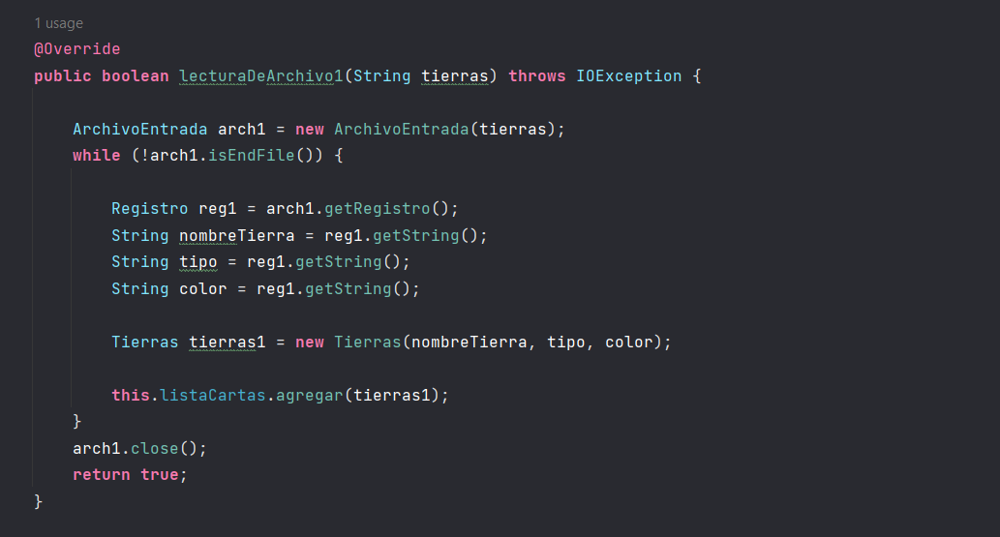 1 usage
@Override
public boolean lecturaDeArchivo1(String tierras) throws IOException {
ArchivoEntrada arch1 = new ArchivoEntrada(tierras);
while (!arch1.isEndFile()) {
Registro reg1 = arch1.getRegistro();
String nombreTierra = reg1.getString();
String tipo = reg1.getString();
String color = reg1.getString();
Tierras tierras1 = new Tierras(nombreTierra, tipo, color);
this.listaCartas.agregar(tierras1);
}
arch1.close();
return true;
}